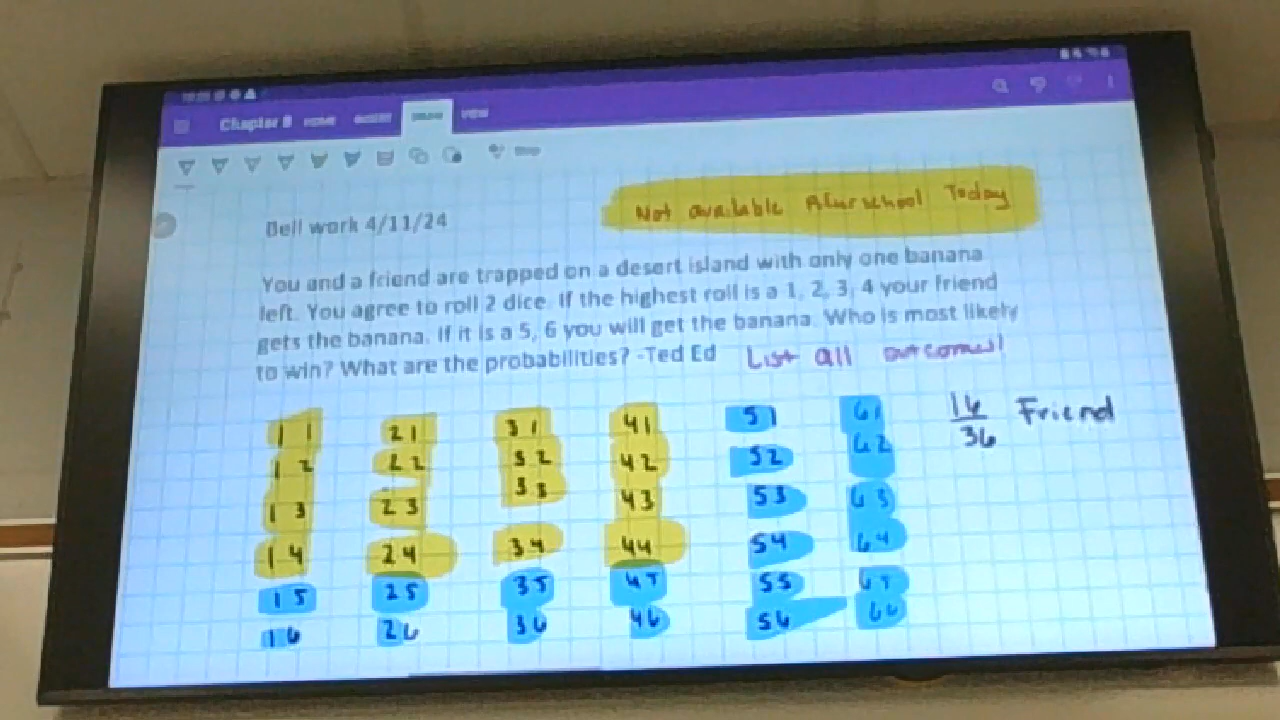 Chapter 8 HOME INSERT DRAW VIEW
Not available Afterschool Today
Bell work 4/11/24
You and a friend are trapped on a desert island with only one banana
left. You agree to roll 2 dice. If the highest roll is a 1, 2, 3, 4 your friend
gets the banana. If it is a 5, 6 you will get the banana. Who is most likely
to win? What are the probabilities? -Ted Ed List all outcomes!
11 21 31 41 51 61
12 22 32 42 52 62
13 23 33 43 53 63
14 24 34 44 54 64
15 25 35 45 55 65
16 26 36 46 56 66
16
36 Friend